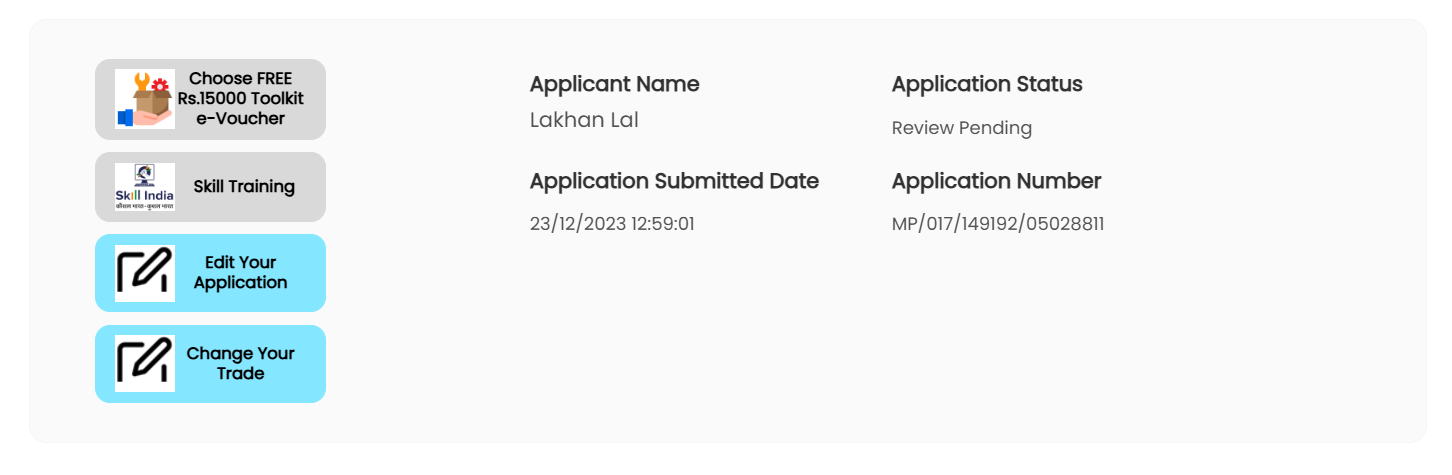 Choose FREE
Rs.15000 Toolkit
e-Voucher
Skill India
कौशल भारत-कुशल भारत
Skill Training
Edit Your
Application
Change Your
Trade
Applicant Name
Lakhan Lal
Application Status
Review Pending
Application Submitted Date
23/12/2023 12:59:01
Application Number
MP/017/149192/05028811